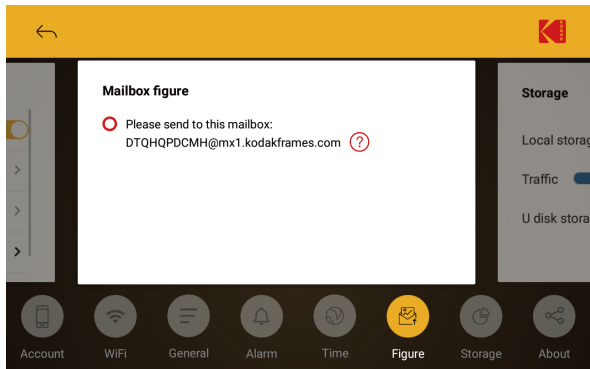 KODAK
Mailbox figure
Please send to this mailbox:
DTQHQPDCMH@mx1.kodakframes.com ?
Storage
Local storag
Traffic
U disk stora
Account
WiFi
General
Alarm
Time
Figure
Storage
About